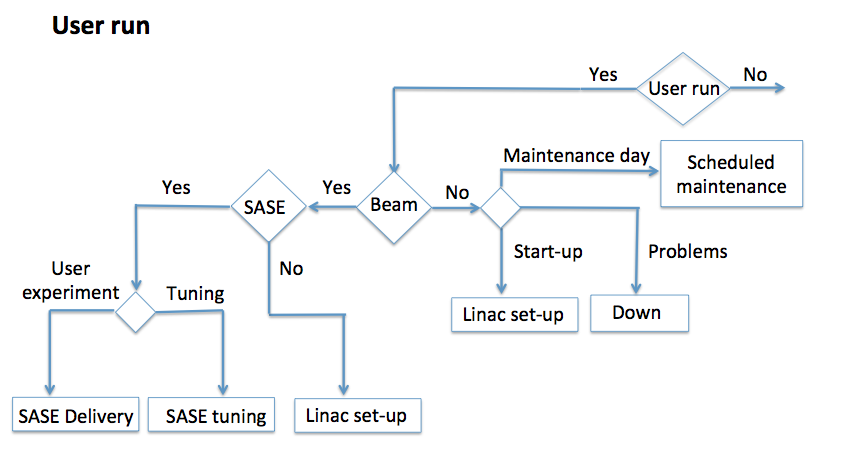 User run
Yes
User run
No
Maintenance day
Scheduled
maintenance
Yes
SASE
Yes
Beam
No
Start-up
Problems
User
experiment
Tuning
No
Linac set-up
Down
SASE Delivery
SASE tuning
Linac set-up